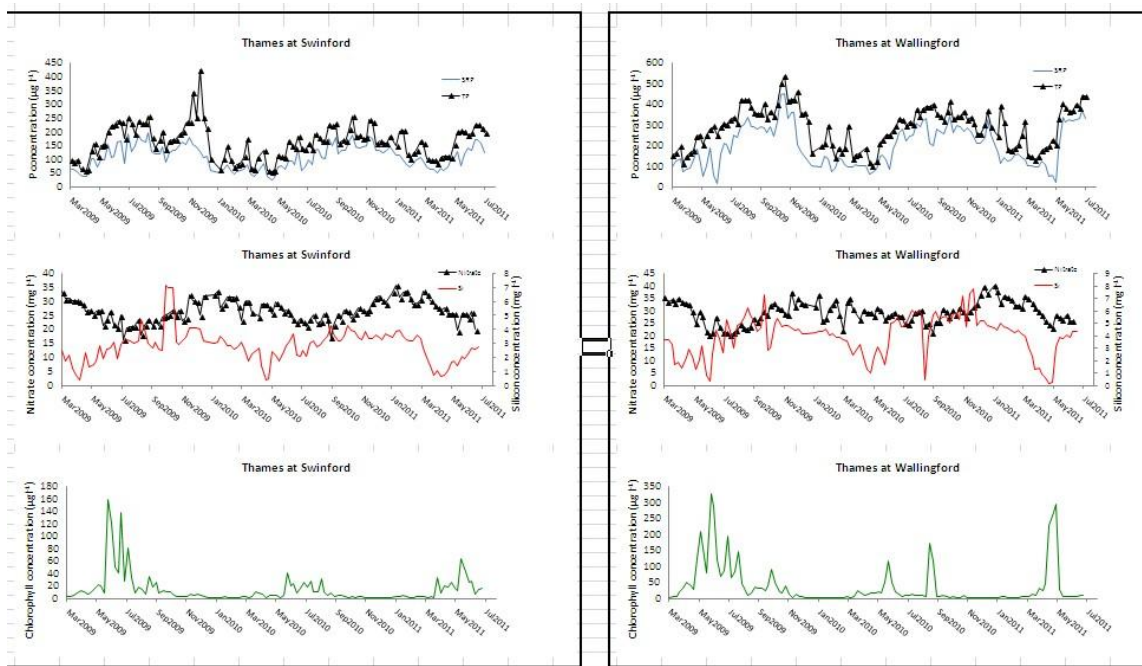 Thames at Swinford
P concentration (µg l-1)
450
400
350
300
250
200
150
100
50
0
SRP
TP
Mar2009
May2009
Jul2009
Sep2009
Nov2009
Jan2010
Mar2010
May2010
Jul2010
Sep2010
Nov2010
Jan2011
Mar2011
May2011
Jul2011
Thames at Swinford
Nitrate concentration (mg l-1)
40
35
30
25
20
15
10
5
0
Nitrate
Si
8
7
6
5
4
3
2
1
0
Silicon concentration (mg l-1)
Mar2009
May2009
Jul2009
Sep2009
Nov2009
Jan2010
Mar2010
May2010
Jul2010
Sep2010
Nov2010
Jan2011
Mar2011
May2011
Jul2011
Thames at Swinford
Chlorophyll concentration (µg l-1)
180
160
140
120
100
80
60
40
20
0
Mar2009
May2009
Jul2009
Sep2009
Nov2009
Jan2010
Mar2010
May2010
Jul2010
Sep2010
Nov2010
Jan2011
Mar2011
May2011
Jul2011
Thames at Wallingford
P concentration (µg l-1)
600
500
400
300
200
100
0
SRP
TP
Mar2009
May2009
Jul2009
Sep2009
Nov2009
Jan2010
Mar2010
May2010
Jul2010
Sep2010
Nov2010
Jan2011
Mar2011
May2011
Jul2011
Thames at Wallingford
Nitrate concentration (mg l-1)
45
40
35
30
25
20
15
10
5
0
Nitrate
Si
9
8
7
6
5
4
3
2
1
0
Silicon concentration (mg l-1)
Mar2009
May2009
Jul2009
Sep2009
Nov2009
Jan2010
Mar2010
May2010
Jul2010
Sep2010
Nov2010
Jan2011
Mar2011
May2011
Jul2011
Thames at Wallingford
Chlorophyll concentration (µg l-1)
350
300
250
200
150
100
50
0
Mar2009
May2009
Jul2009
Sep2009
Nov2009
Jan2010
Mar2010
May2010
Jul2010
Sep2010
Nov2010
Jan2011
Mar2011
May2011
Jul2011